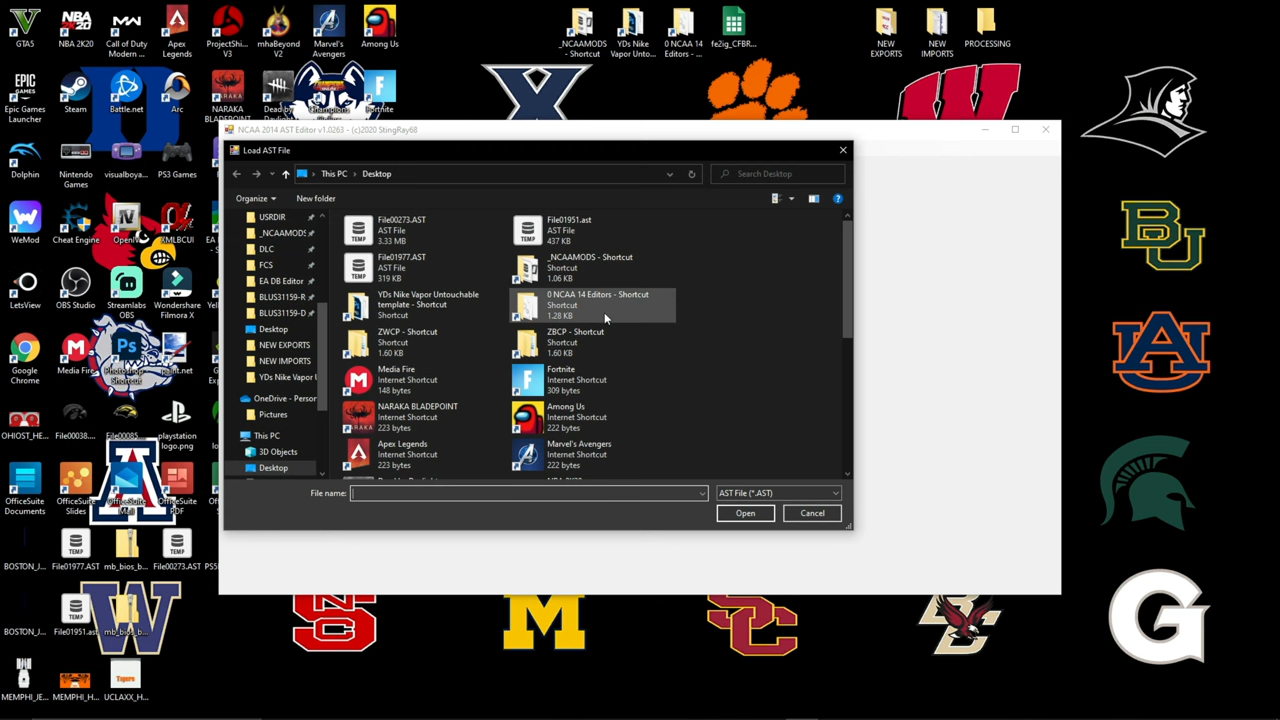 GTA5
NBA 2K20
Call of Duty
Modern ...
Apex
Legends
ProjectShi...
V3
mhaBeyond
V2
Marvel's
Avengers
Among Us
_NCAAMODS
- Shortcut
YDs Nike
Vapor Unto...
0 NCAA 14
Editors - ...
fe2ig_CFBR...
NEW
EXPORTS
NEW
IMPORTS
PROCESSING
Epic Games
Launcher
Steam
Battle.net
Arc
NARAKA
BLADEPOINT
Dead by
Daylight
Fortnite
NCAA 2014 AST Editor v1.0263 - (c)2020 StingRay68
Load AST File
This PC
Desktop
Search Desktop
Organize
New folder
USRDIR
_NCAAMODS
DLC
FCS
EA DB Editor
BLUS31159-R
BLUS31159-D
Desktop
NEW EXPORTS
NEW IMPORTS
YDs Nike Vapor U
OneDrive - Person
Pictures
This PC
3D Objects
Desktop
File00273.AST
AST File
3.33 MB
File01951.ast
AST File
437 KB
File01977.AST
AST File
319 KB
_NCAAMODS - Shortcut
Shortcut
1.06 KB
YDs Nike Vapor Untouchable
template - Shortcut
Shortcut
0 NCAA 14 Editors - Shortcut
Shortcut
1.28 KB
ZWCP - Shortcut
Shortcut
1.60 KB
ZBCP - Shortcut
Shortcut
1.60 KB
Media Fire
Internet Shortcut
148 bytes
Fortnite
Internet Shortcut
309 bytes
NARAKA BLADEPOINT
Internet Shortcut
223 bytes
Among Us
Internet Shortcut
222 bytes
Apex Legends
Internet Shortcut
223 bytes
Marvel's Avengers
Internet Shortcut
222 bytes
File name:
AST File (*.AST)
Open
Cancel
Dolphin
Nintendo
Games
visualboya...
PS3 Games
WeMod
Cheat Engine
OpenIV
XMLBCUI
LetsView
OBS Studio
Streamlabs
OBS
Wondershare
Filmora X
Google
Chrome
Media Fire
Photoshop
Shortcut
paint.net
OHIOST_HE...
File00038....
File00085...
playstation
logo.png
OfficeSuite
Documents
OfficeSuite
Slides
OfficeSuite
Mail
OfficeSuite
PDF
BOSTON_J...
File01977.AST
mb_bios_b...
File00273.AST
BOSTON_J...
File01951.ast
mb_bios_b...
MEMPHI_JE...
MEMPHI_H...
UCLAXX_H...